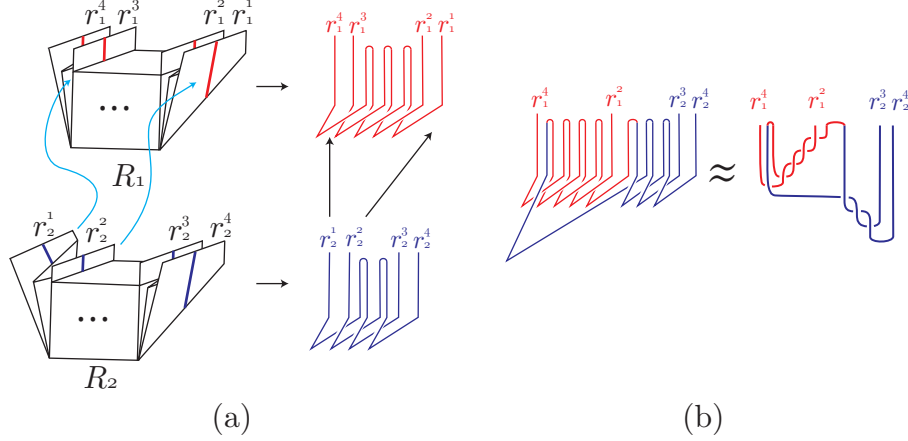 r₁⁴ r₁³ r₁² r₁¹
R₁
r₂¹ r₂² r₂³ r₂⁴
R₂
r₁⁴ r₁³ r₁² r₁¹
r₂¹ r₂² r₂³ r₂⁴
(a)
r₁⁴ r₁² r₂³ r₂⁴
≈
r₁⁴ r₁² r₂³ r₂⁴
(b)